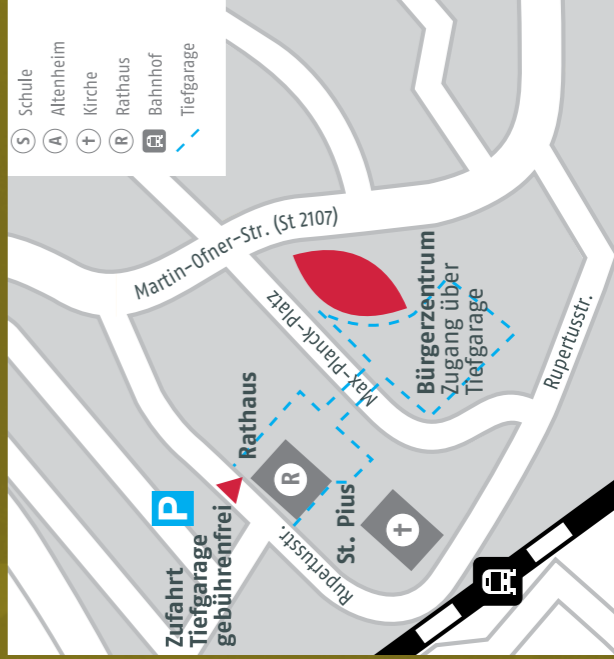 S Schule
A Altenheim
† Kirche
R Rathaus
Bahnhof
Tiefgarage
Martin-Ofner-Str. (St 2107)
Max-Planck-Platz
Bürgerzentrum
Zugang über
Tiefgarage
Rupertusstr.
Rathaus
R
P
Zufahrt
Tiefgarage
gebührenfrei
St. Pius
†
Rupertusstr.